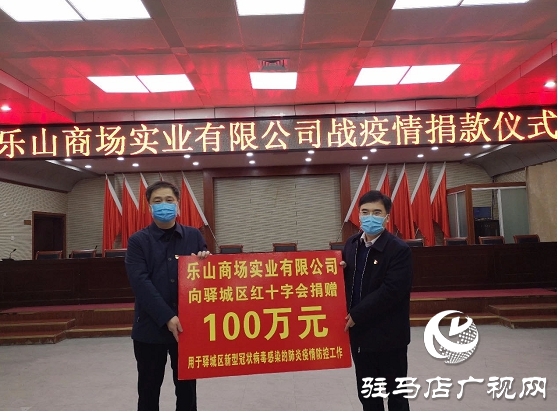 乐山商场实业有限公司战疫情捐款仪式
乐山商场实业有限公司
向驿城区红十字会捐赠
100万元
用于驿城区新型冠状病毒感染的肺炎疫情防控工作
驻马店广视网